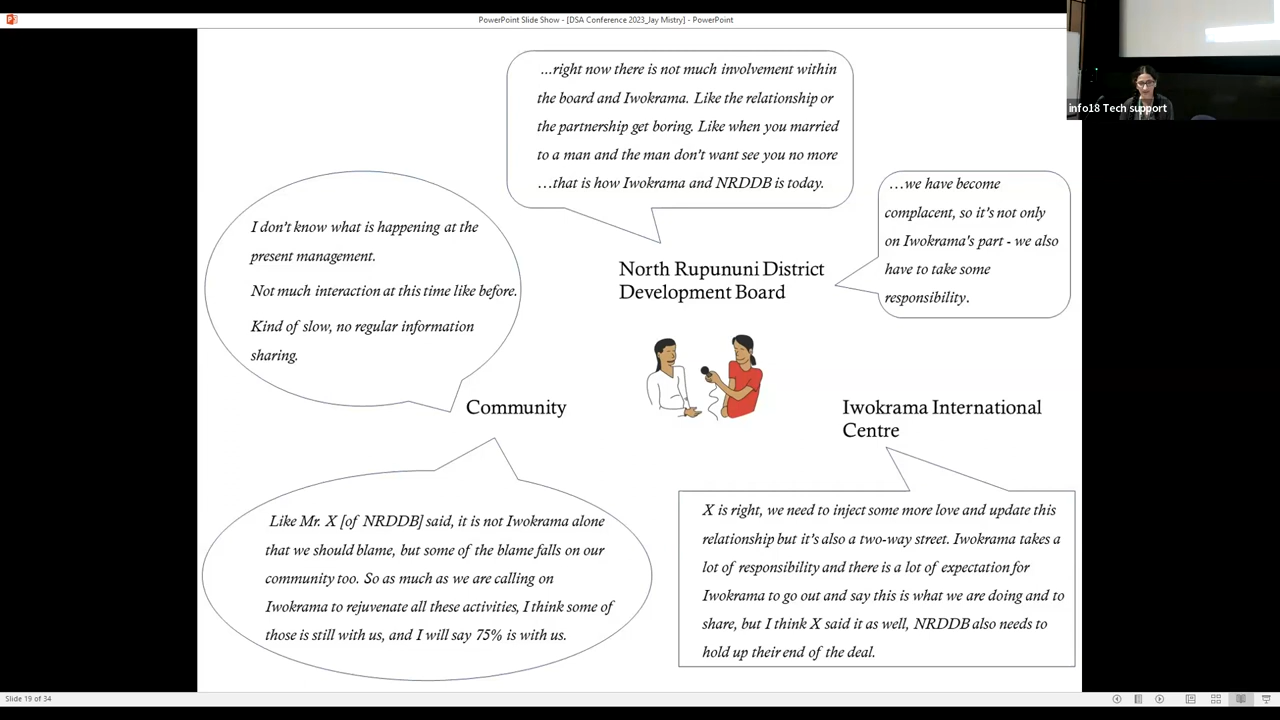 PowerPoint Slide Show - [DSA Conference 2023_Jay Mistry] - PowerPoint
info18 Tech support
...right now there is not much involvement within
the board and Iwokrama. Like the relationship or
the partnership get boring. Like when you married
to a man and the man don't want see you no more
...that is how Iwokrama and NRDDB is today.
...we have become
complacent, so it's not only
on Iwokrama's part - we also
have to take some
responsibility.
I don't know what is happening at the
present management.
Not much interaction at this time like before.
Kind of slow, no regular information
sharing.
North Rupununi District
Development Board
Community
Iwokrama International
Centre
Like Mr. X [of NRDDB] said, it is not Iwokrama alone
that we should blame, but some of the blame falls on our
community too. So as much as we are calling on
Iwokrama to rejuvenate all these activities, I think some of
those is still with us, and I will say 75% is with us.
X is right, we need to inject some more love and update this
relationship but it's also a two-way street. Iwokrama takes a
lot of responsibility and there is a lot of expectation for
Iwokrama to go out and say this is what we are doing and to
share, but I think X said it as well, NRDDB also needs to
hold up their end of the deal.
Slide 19 of 34